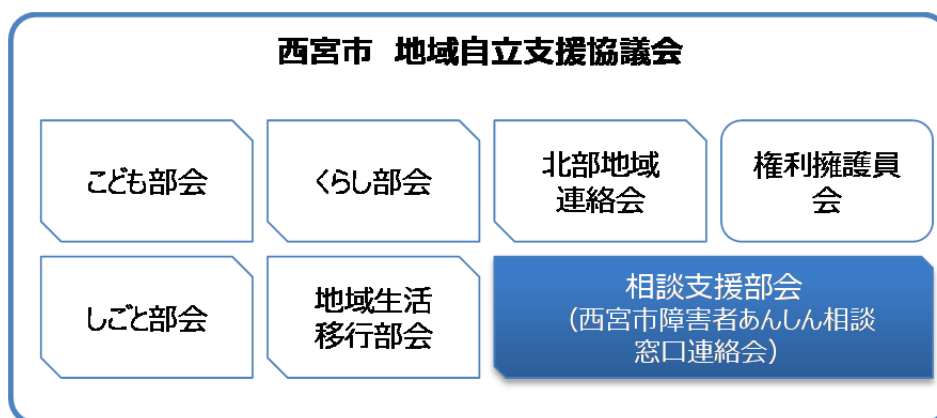 西宮市 地域自立支援協議会
こども部会
くらし部会
北部地域
連絡会
権利擁護員
会
しごと部会
地域生活
移行部会
相談支援部会
(西宮市障害者あんしん相談
窓口連絡会)